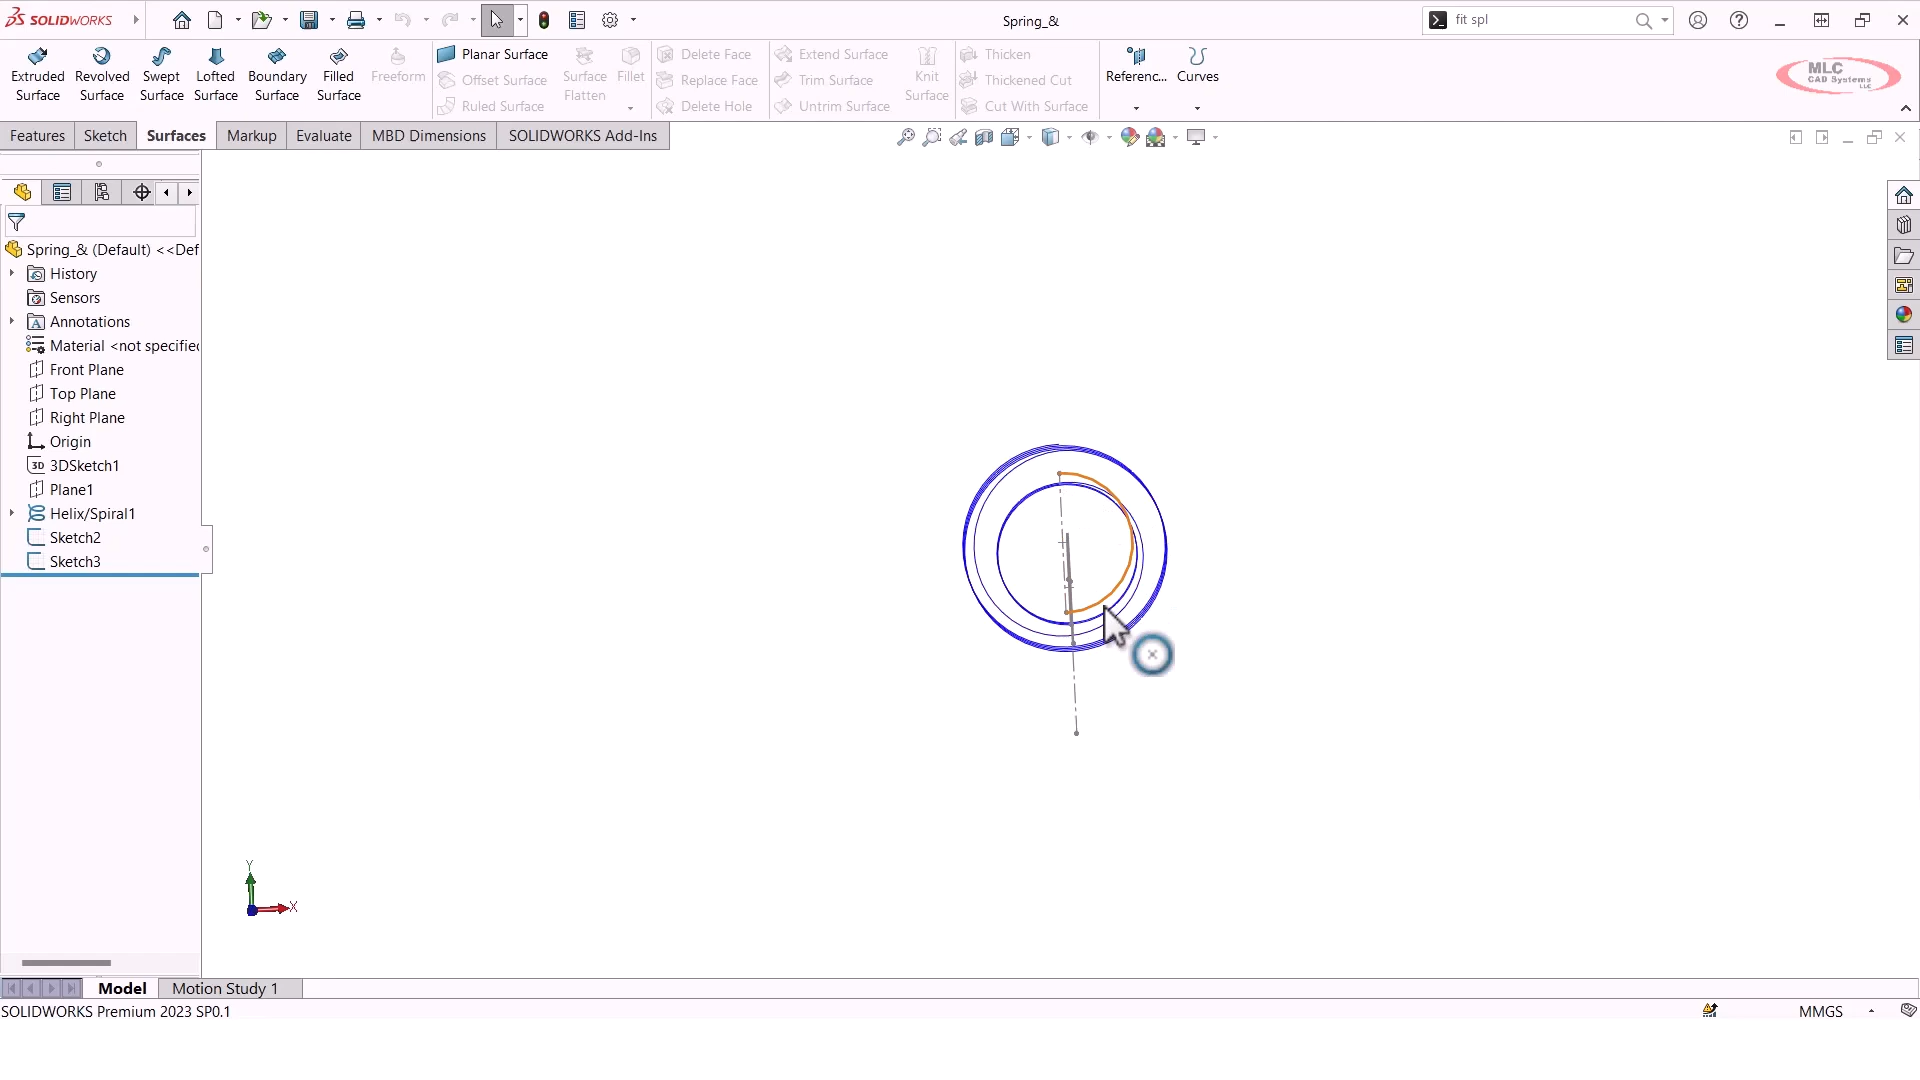 SOLIDWORKS
Spring_&
fit spl
Extruded Surface
Revolved Surface
Swept Surface
Lofted Surface
Boundary Surface
Filled Surface
Freeform
Planar Surface
Offset Surface
Ruled Surface
Surface Flatten
Fillet
Delete Face
Replace Face
Delete Hole
Extend Surface
Trim Surface
Untrim Surface
Knit Surface
Thicken
Thickened Cut
Cut With Surface
Referenc...
Curves
MLC
CAD Systems
LLC
Features
Sketch
Surfaces
Markup
Evaluate
MBD Dimensions
SOLIDWORKS Add-Ins
Spring_& (Default) <<Def
History
Sensors
Annotations
Material <not specified
Front Plane
Top Plane
Right Plane
Origin
3D 3DSketch1
Plane1
Helix/Spiral1
Sketch2
Sketch3
Y
X
Model
Motion Study 1
SOLIDWORKS Premium 2023 SP0.1
MMGS